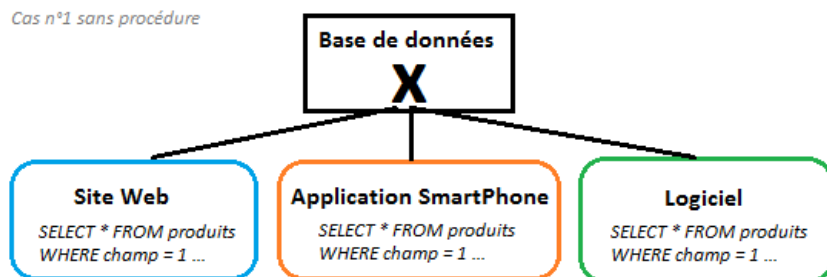 Cas n°1 sans procédure
Base de données
X
Site Web
SELECT * FROM produits
WHERE champ = 1 ...
Application SmartPhone
SELECT * FROM produits
WHERE champ = 1 ...
Logiciel
SELECT * FROM produits
WHERE champ = 1 ...